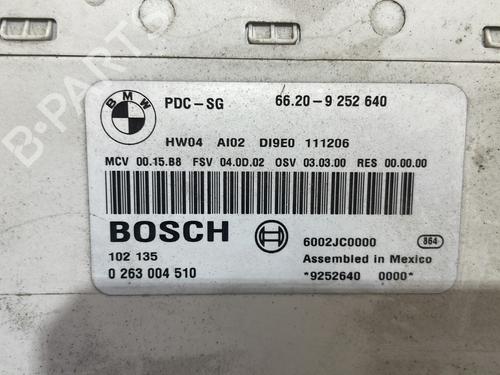 BMW
PDC-SG 66.20-9 252 640
HW04 AI02 DI9E0 111206
MCV 00.15.B8 FSV 04.0D.02 OSV 03.03.00 RES 00.00.00
BOSCH
6002JC0000 864
102 135
Assembled in Mexico
0 263 004 510
*9252640 0000*
B-PARTS